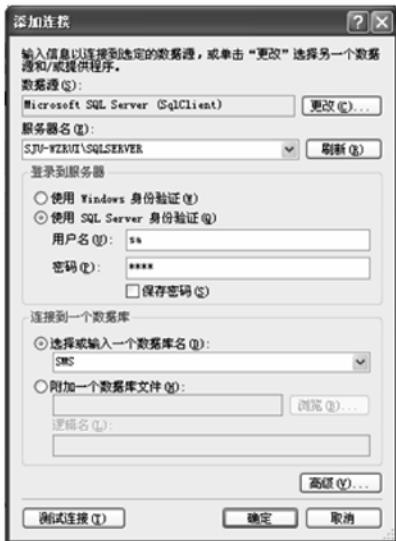 添加连接
输入信息以连接到选定的数据源，或单击“更改”选择另一个数据
源和/或提供程序。
数据源(S):
Microsoft SQL Server (SqlClient)
更改(C)...
服务器名(E):
SJU-WZRUI\SQLSERVER
刷新(R)
登录到服务器
使用 Windows 身份验证(W)
使用 SQL Server 身份验证(Q)
用户名(U):
sa
密码(P):
****
保存密码(S)
连接到一个数据库
选择或输入一个数据库名(D):
SMS
附加一个数据库文件(H):
浏览(B)...
逻辑名(L):
高级(V)...
测试连接(T)
确定
取消